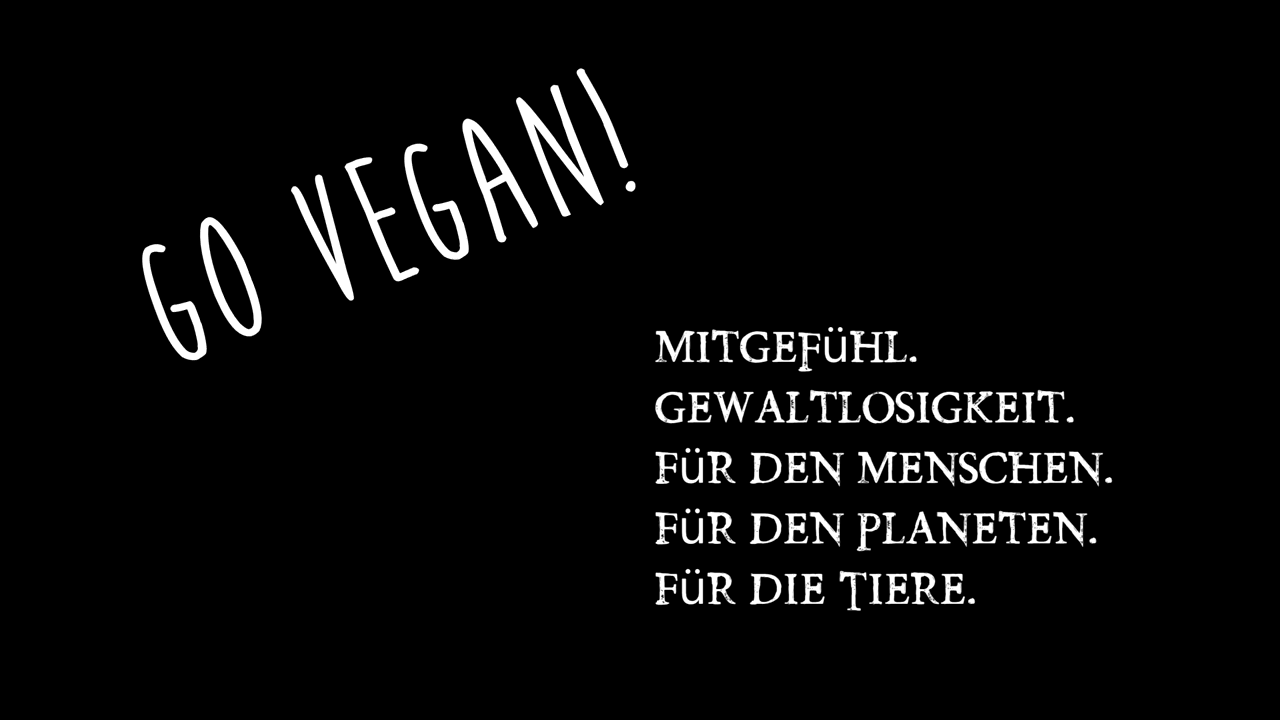 GO VEGAN!
MITGEFÜHL.
GEWALTLOSIGKEIT.
FÜR DEN MENSCHEN.
FÜR DEN PLANETEN.
FÜR DIE TIERE.